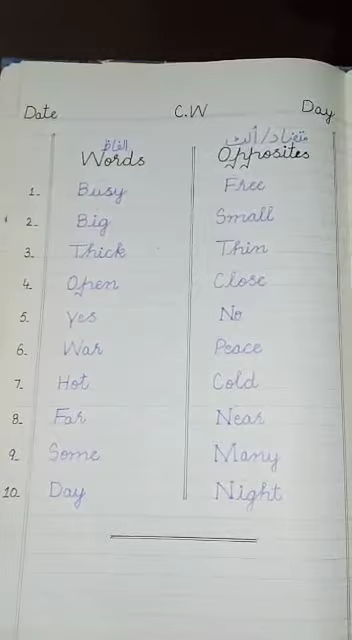 Date C.W Day
الفاظ متضاد/ألٹ
Words Opposites
1. Busy Free
2. Big Small
3. Thick Thin
4. Open Close
5. Yes No
6. War Peace
7. Hot Cold
8. Far Near
9. Some Many
10. Day Night